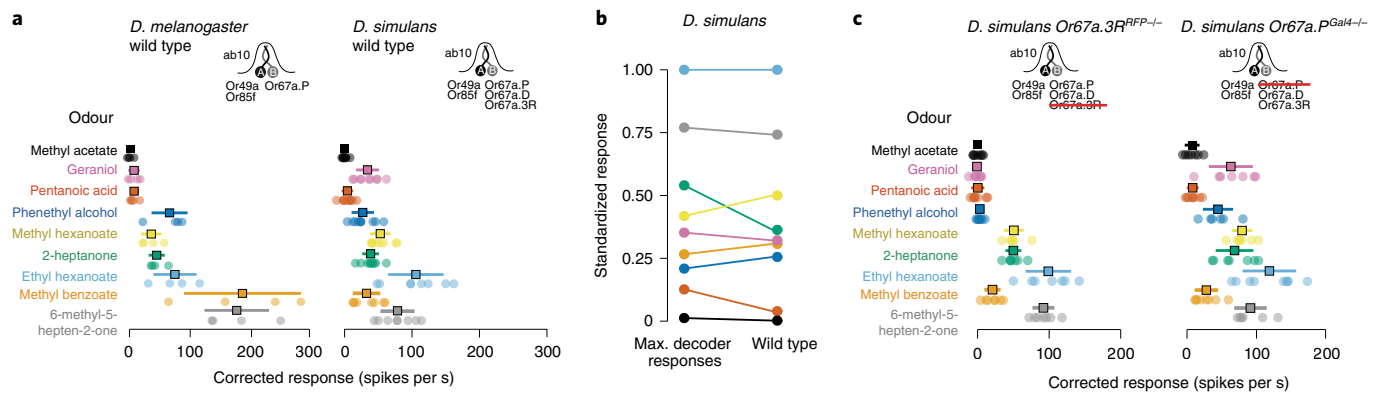 a
D. melanogaster
wild type
ab10
A B
Or49a Or67a.P
Or85f
D. simulans
wild type
ab10
A B
Or49a Or67a.P
Or85f Or67a.D
Or67a.3R
Odour
Methyl acetate
Geraniol
Pentanoic acid
Phenethyl alcohol
Methyl hexanoate
2-heptanone
Ethyl hexanoate
Methyl benzoate
6-methyl-5-
hepten-2-one
0 100 200 300
0 100 200 300
Corrected response (spikes per s)
b
D. simulans
Standardized response
1.00
0.75
0.50
0.25
0
Max. decoder
responses
Wild type
c
D. simulans Or67a.3R^RFP–/–
ab10
A B
Or49a Or67a.P
Or85f Or67a.D
Or67a.3R
D. simulans Or67a.P^Gal4–/–
ab10
A B
Or49a Or67a.P
Or85f Or67a.D
Or67a.3R
Odour
Methyl acetate
Geraniol
Pentanoic acid
Phenethyl alcohol
Methyl hexanoate
2-heptanone
Ethyl hexanoate
Methyl benzoate
6-methyl-5-
hepten-2-one
0 100 200
0 100 200
Corrected response (spikes per s)